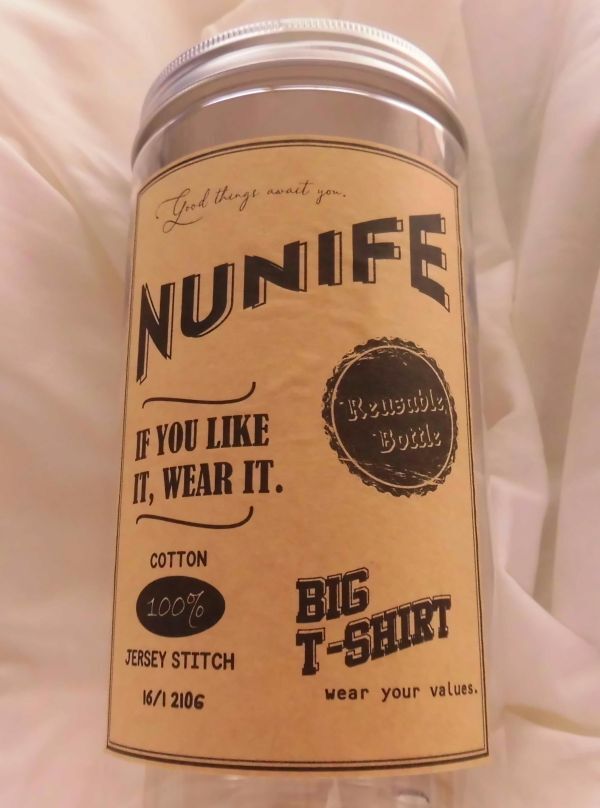 Good things await you.
NUNIFE
Reusable
Bottle
IF YOU LIKE
IT, WEAR IT.
COTTON
100%
JERSEY STITCH
16/1 210G
BIG
T-SHIRT
wear your values.